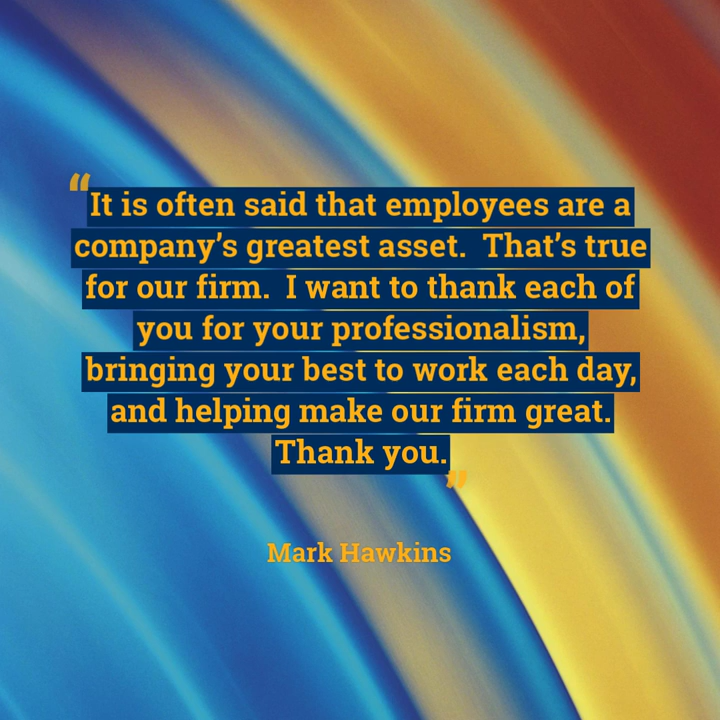 “It is often said that employees are a
company’s greatest asset.  That’s true
for our firm.  I want to thank each of
you for your professionalism,
bringing your best to work each day,
and helping make our firm great.
Thank you.”
Mark Hawkins